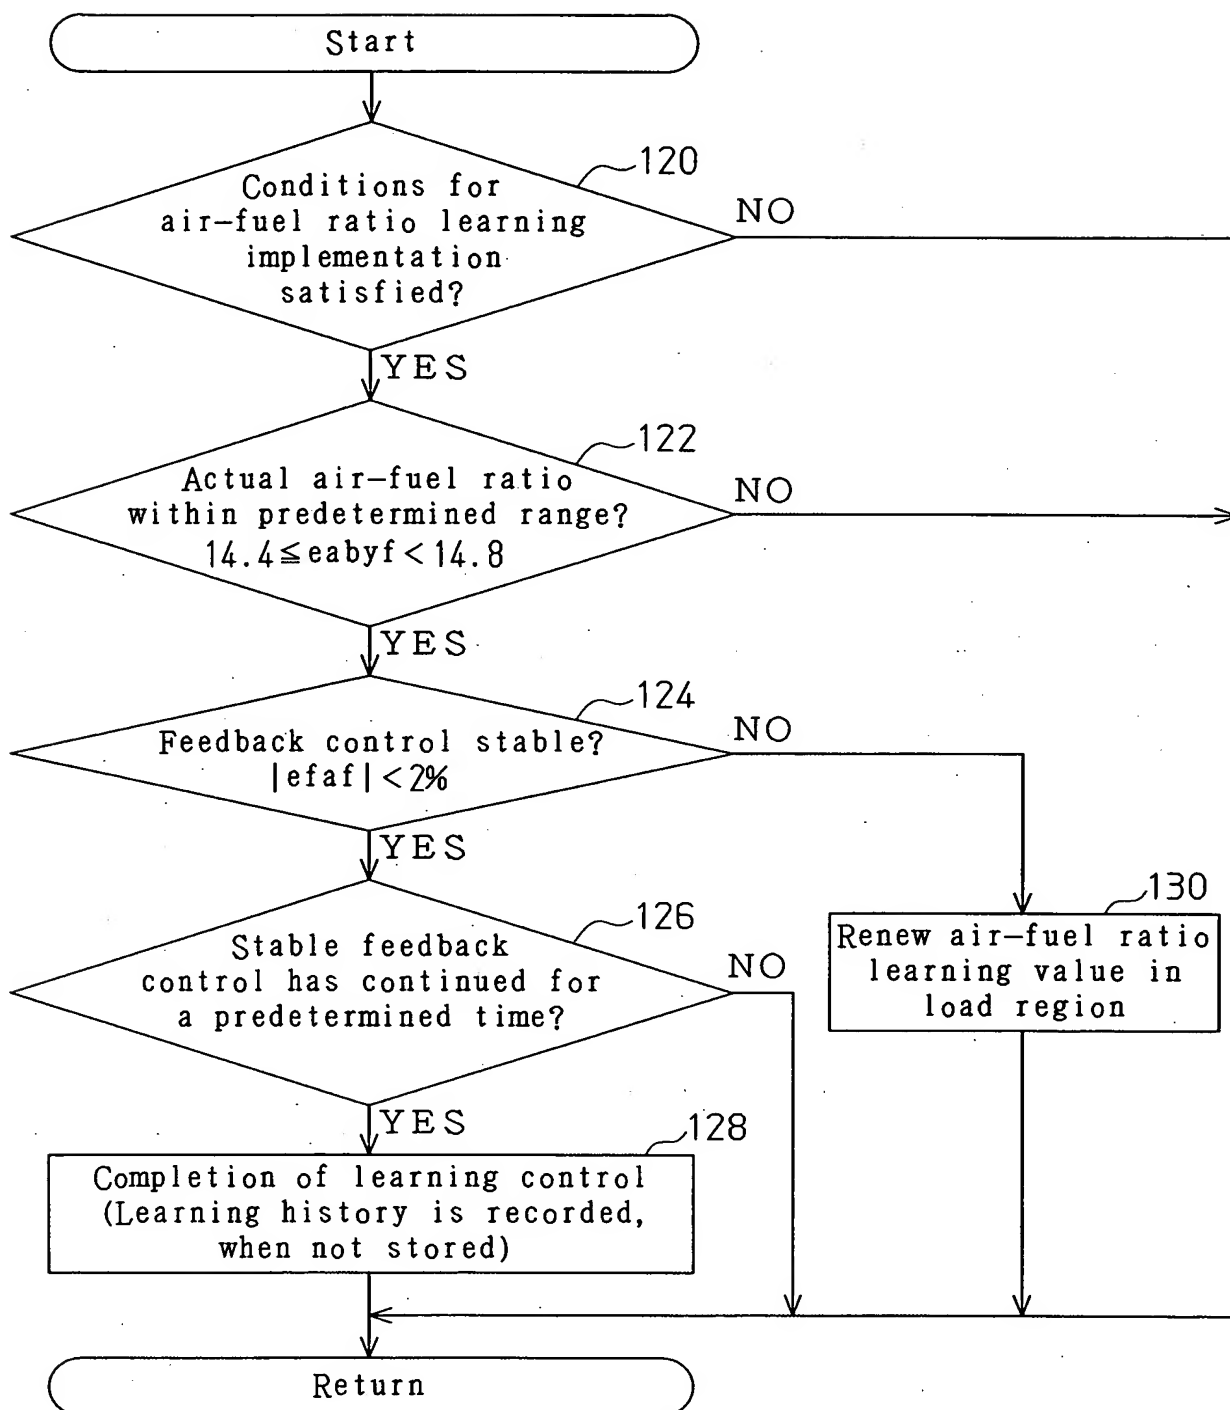 Start
120
Conditions for
air-fuel ratio learning
implementation
satisfied?
NO
YES
122
Actual air-fuel ratio
within predetermined range?
14.4≦eabyf<14.8
NO
YES
124
Feedback control stable?
|efaf|<2%
NO
YES
126
Stable feedback
control has continued for
a predetermined time?
NO
130
Renew air-fuel ratio
learning value in
load region
YES
128
Completion of learning control
(Learning history is recorded,
when not stored)
Return